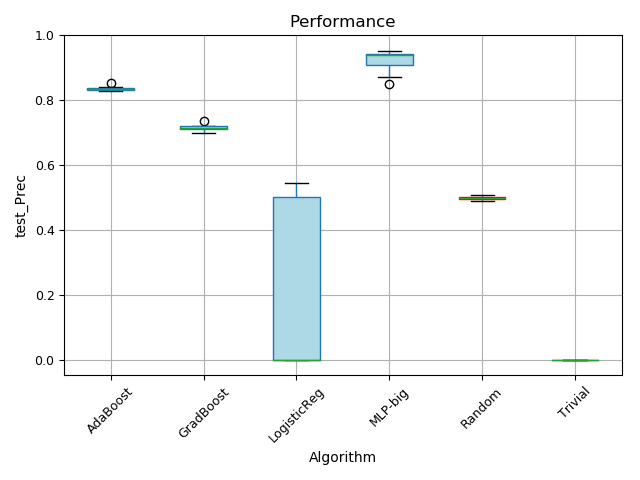 Performance
1.0
0.8
0.6
0.4
0.2
0.0
test_Prec
AdaBoost
GradBoost
LogisticReg
MLP-big
Random
Trivial
Algorithm